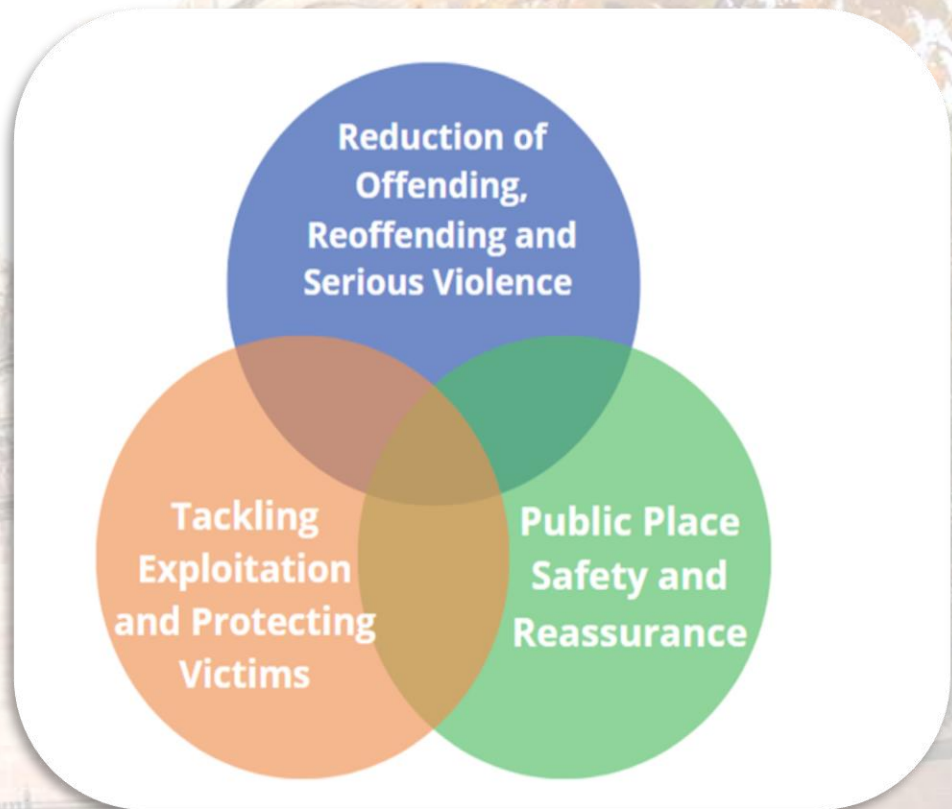 Reduction of
Offending,
Reoffending and
Serious Violence
Tackling
Exploitation
and Protecting
Victims
Public Place
Safety and
Reassurance